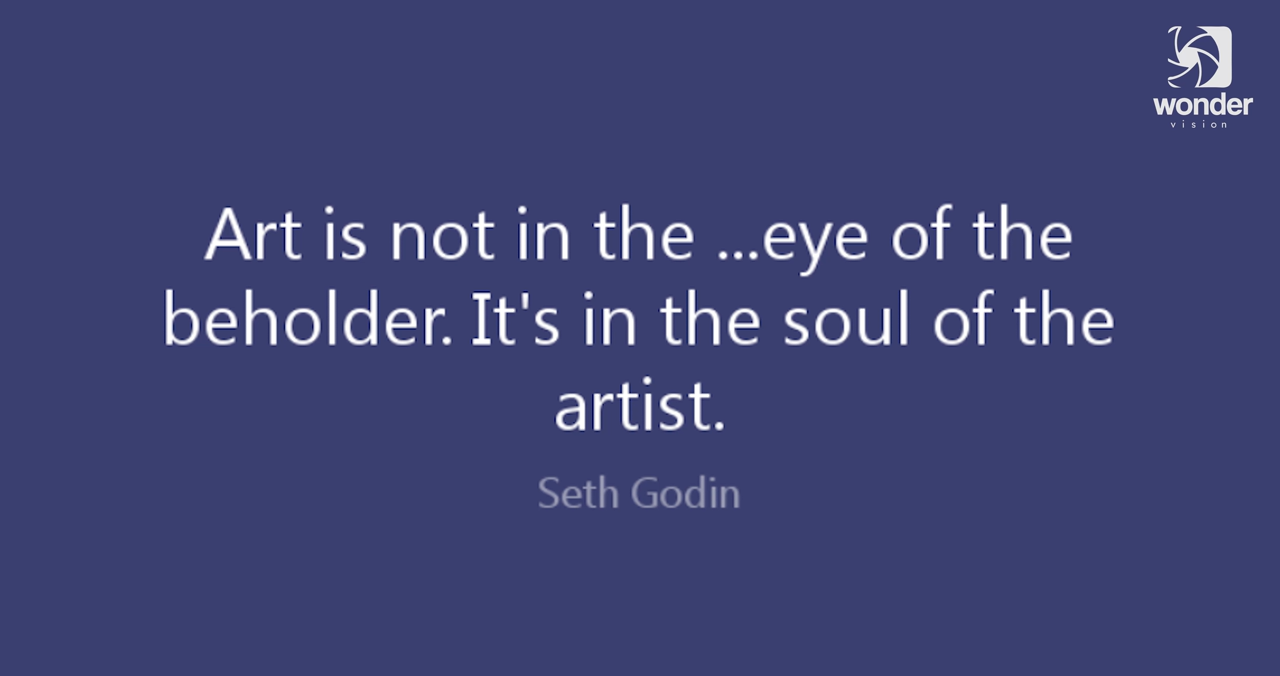 wonder
vision
Art is not in the ...eye of the
beholder. It's in the soul of the
artist.
Seth Godin